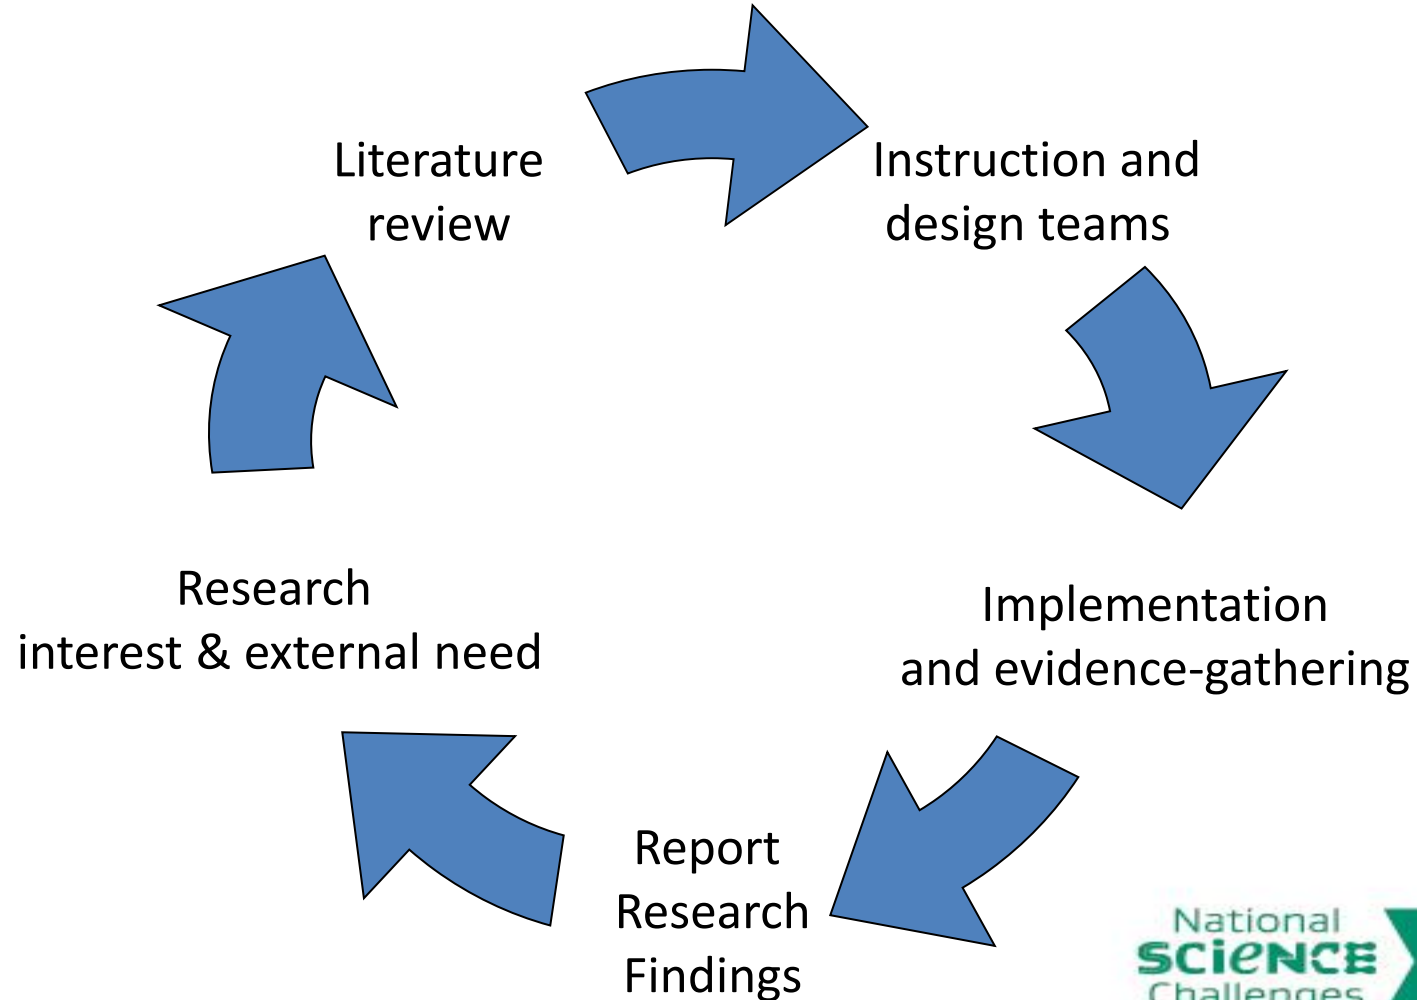 Literature
review
Instruction and
design teams
Research
interest & external need
Implementation
and evidence-gathering
Report
Research
Findings
National
SCieNCE
Challenges